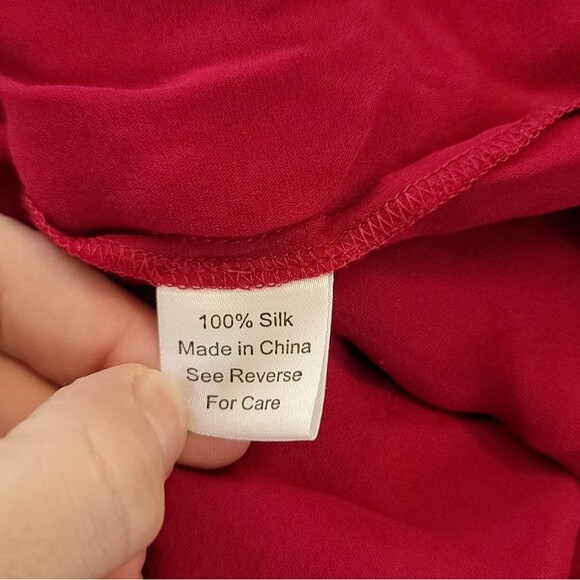 100% Silk
Made in China
See Reverse
For Care